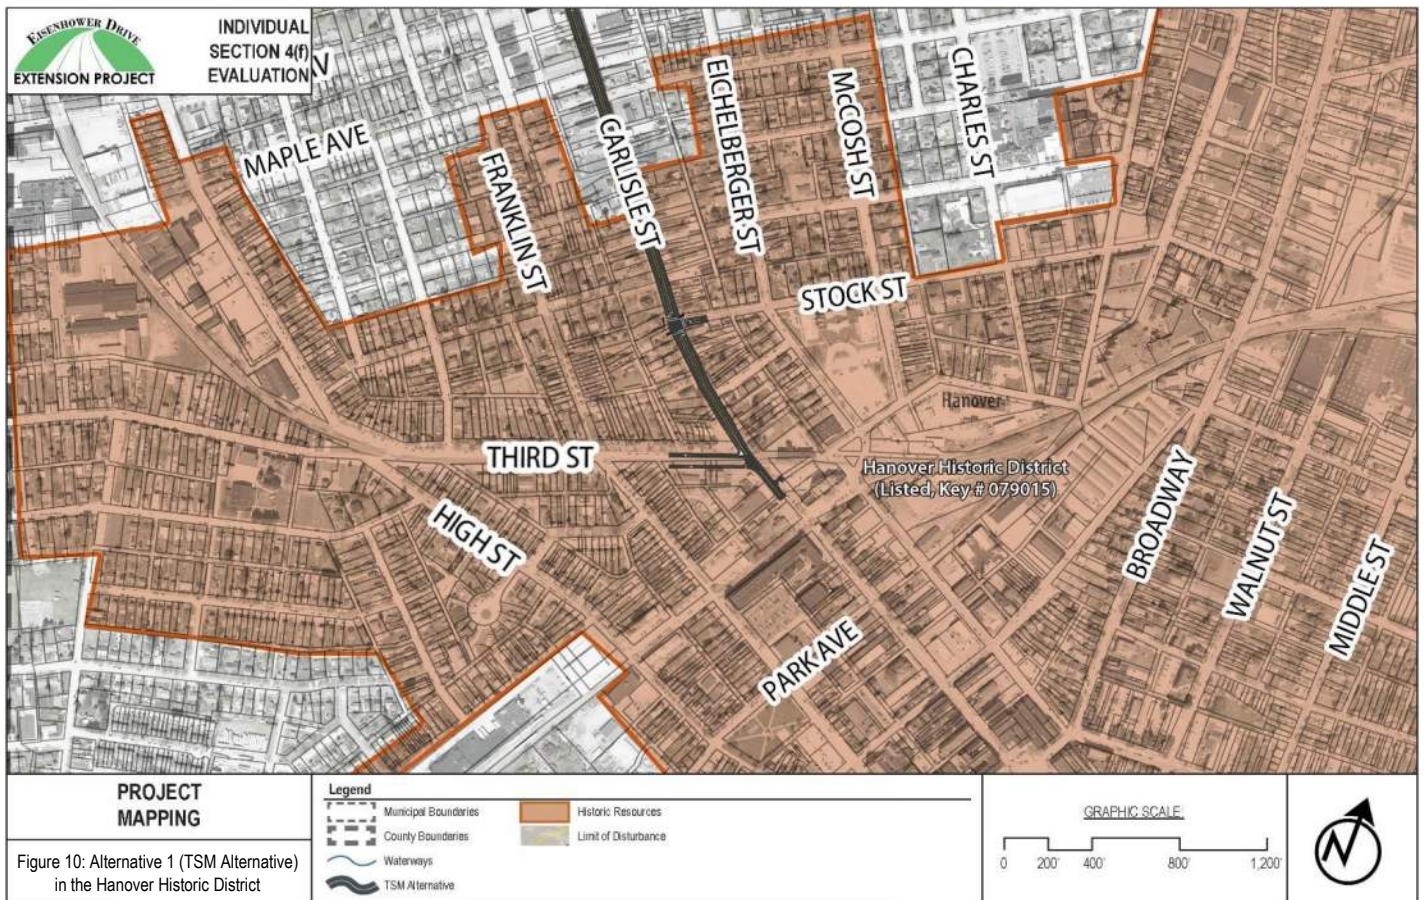 EISENHOWER DRIVE
EXTENSION PROJECT
INDIVIDUAL
SECTION 4(f)
EVALUATION
MAPLE AVE
FRANKLIN ST
CARLISLE ST
EICHELBERGER ST
McCOSH ST
CHARLES ST
STOCK ST
Hanover
THIRD ST
Hanover Historic District
(Listed, Key # 079015)
HIGH ST
BROADWAY
WALNUT ST
MIDDLE ST
PARK AVE
PROJECT
MAPPING
Figure 10: Alternative 1 (TSM Alternative)
in the Hanover Historic District
Legend
Municipal Boundaries
County Boundaries
Waterways
TSM Alternative
Historic Resources
Limit of Disturbance
GRAPHIC SCALE
0 200' 400' 800' 1,200'
N